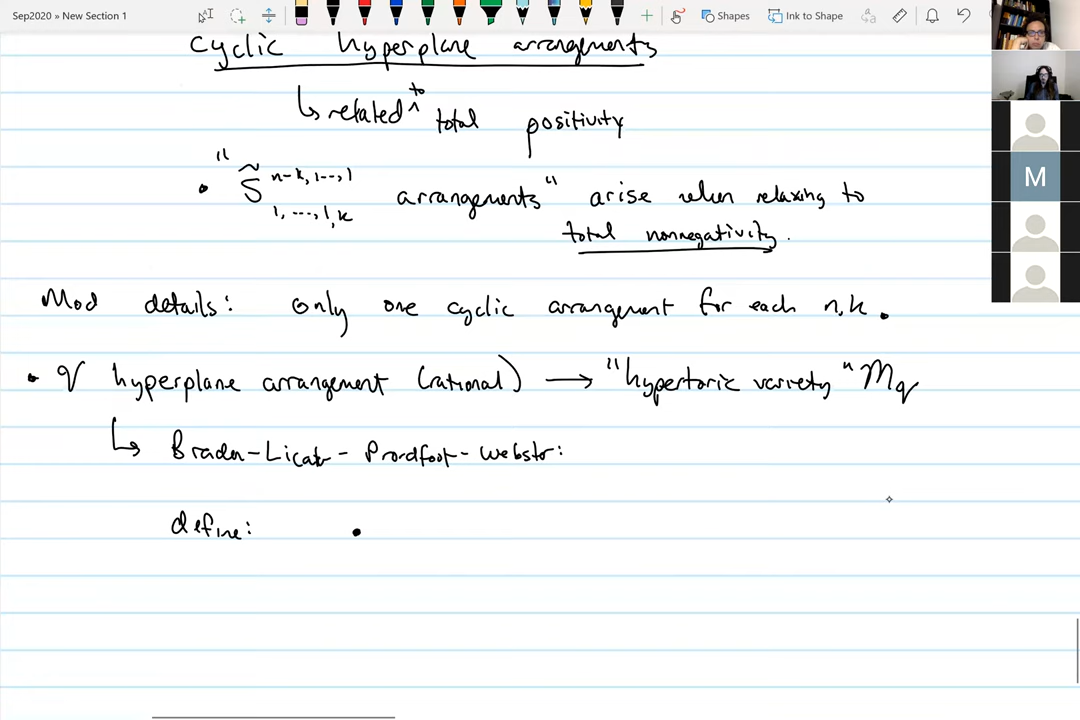 Sep2020 » New Section 1
Shapes
Ink to Shape
cyclic hyperplane arrangements
↳ related to total positivity
• "S̃^{n-k,1...,1}_{1,...,1,k} arrangements" arise when relaxing to
total nonnegativity.
Mod details: only one cyclic arrangement for each n,k.
• V hyperplane arrangement (rational) ⟶ "hypertoric variety" M_V
↳ Braden-Licata-Proudfoot-Webster:
define: •
M